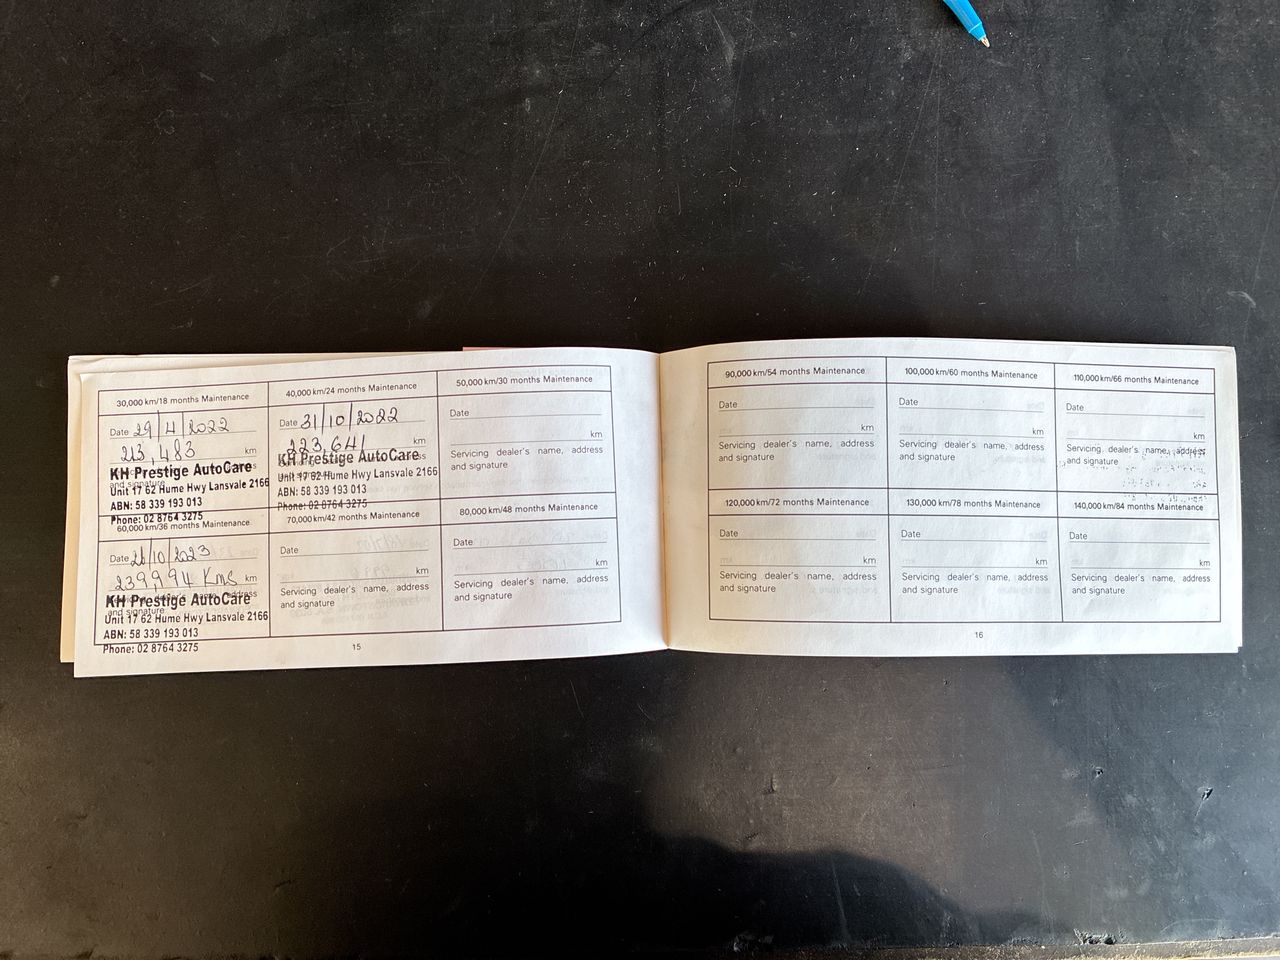 30,000 km/18 months Maintenance
Date 29/4/2022
213,483 km
KH Prestige AutoCare
and signature
Unit 17 62 Hume Hwy Lansvale 2166
ABN: 58 339 193 013
Phone: 02 8764 3275
40,000 km/24 months Maintenance
Date 31/10/2022
223,641 km
KH Prestige AutoCare
Unit 17 62 Hume Hwy Lansvale 2166
ABN: 58 339 193 013
Phone: 02 8764 3275
50,000 km/30 months Maintenance
Date
km
Servicing dealer's name, address
and signature
60,000 km/36 months Maintenance
Date /10/2023
239,994 Kms km
KH Prestige AutoCare
and signature
Unit 17 62 Hume Hwy Lansvale 2166
ABN: 58 339 193 013
Phone: 02 8764 3275
70,000 km/42 months Maintenance
Date
km
Servicing dealer's name, address
and signature
80,000 km/48 months Maintenance
Date
km
Servicing dealer's name, address
and signature
15
90,000 km/54 months Maintenance
Date
km
Servicing dealer's name, address
and signature
100,000 km/60 months Maintenance
Date
km
Servicing dealer's name, address
and signature
110,000 km/66 months Maintenance
Date
km
Servicing dealer's name, address
and signature
120,000 km/72 months Maintenance
Date
km
Servicing dealer's name, address
and signature
130,000 km/78 months Maintenance
Date
km
Servicing dealer's name, address
and signature
140,000 km/84 months Maintenance
Date
km
Servicing dealer's name, address
and signature
16